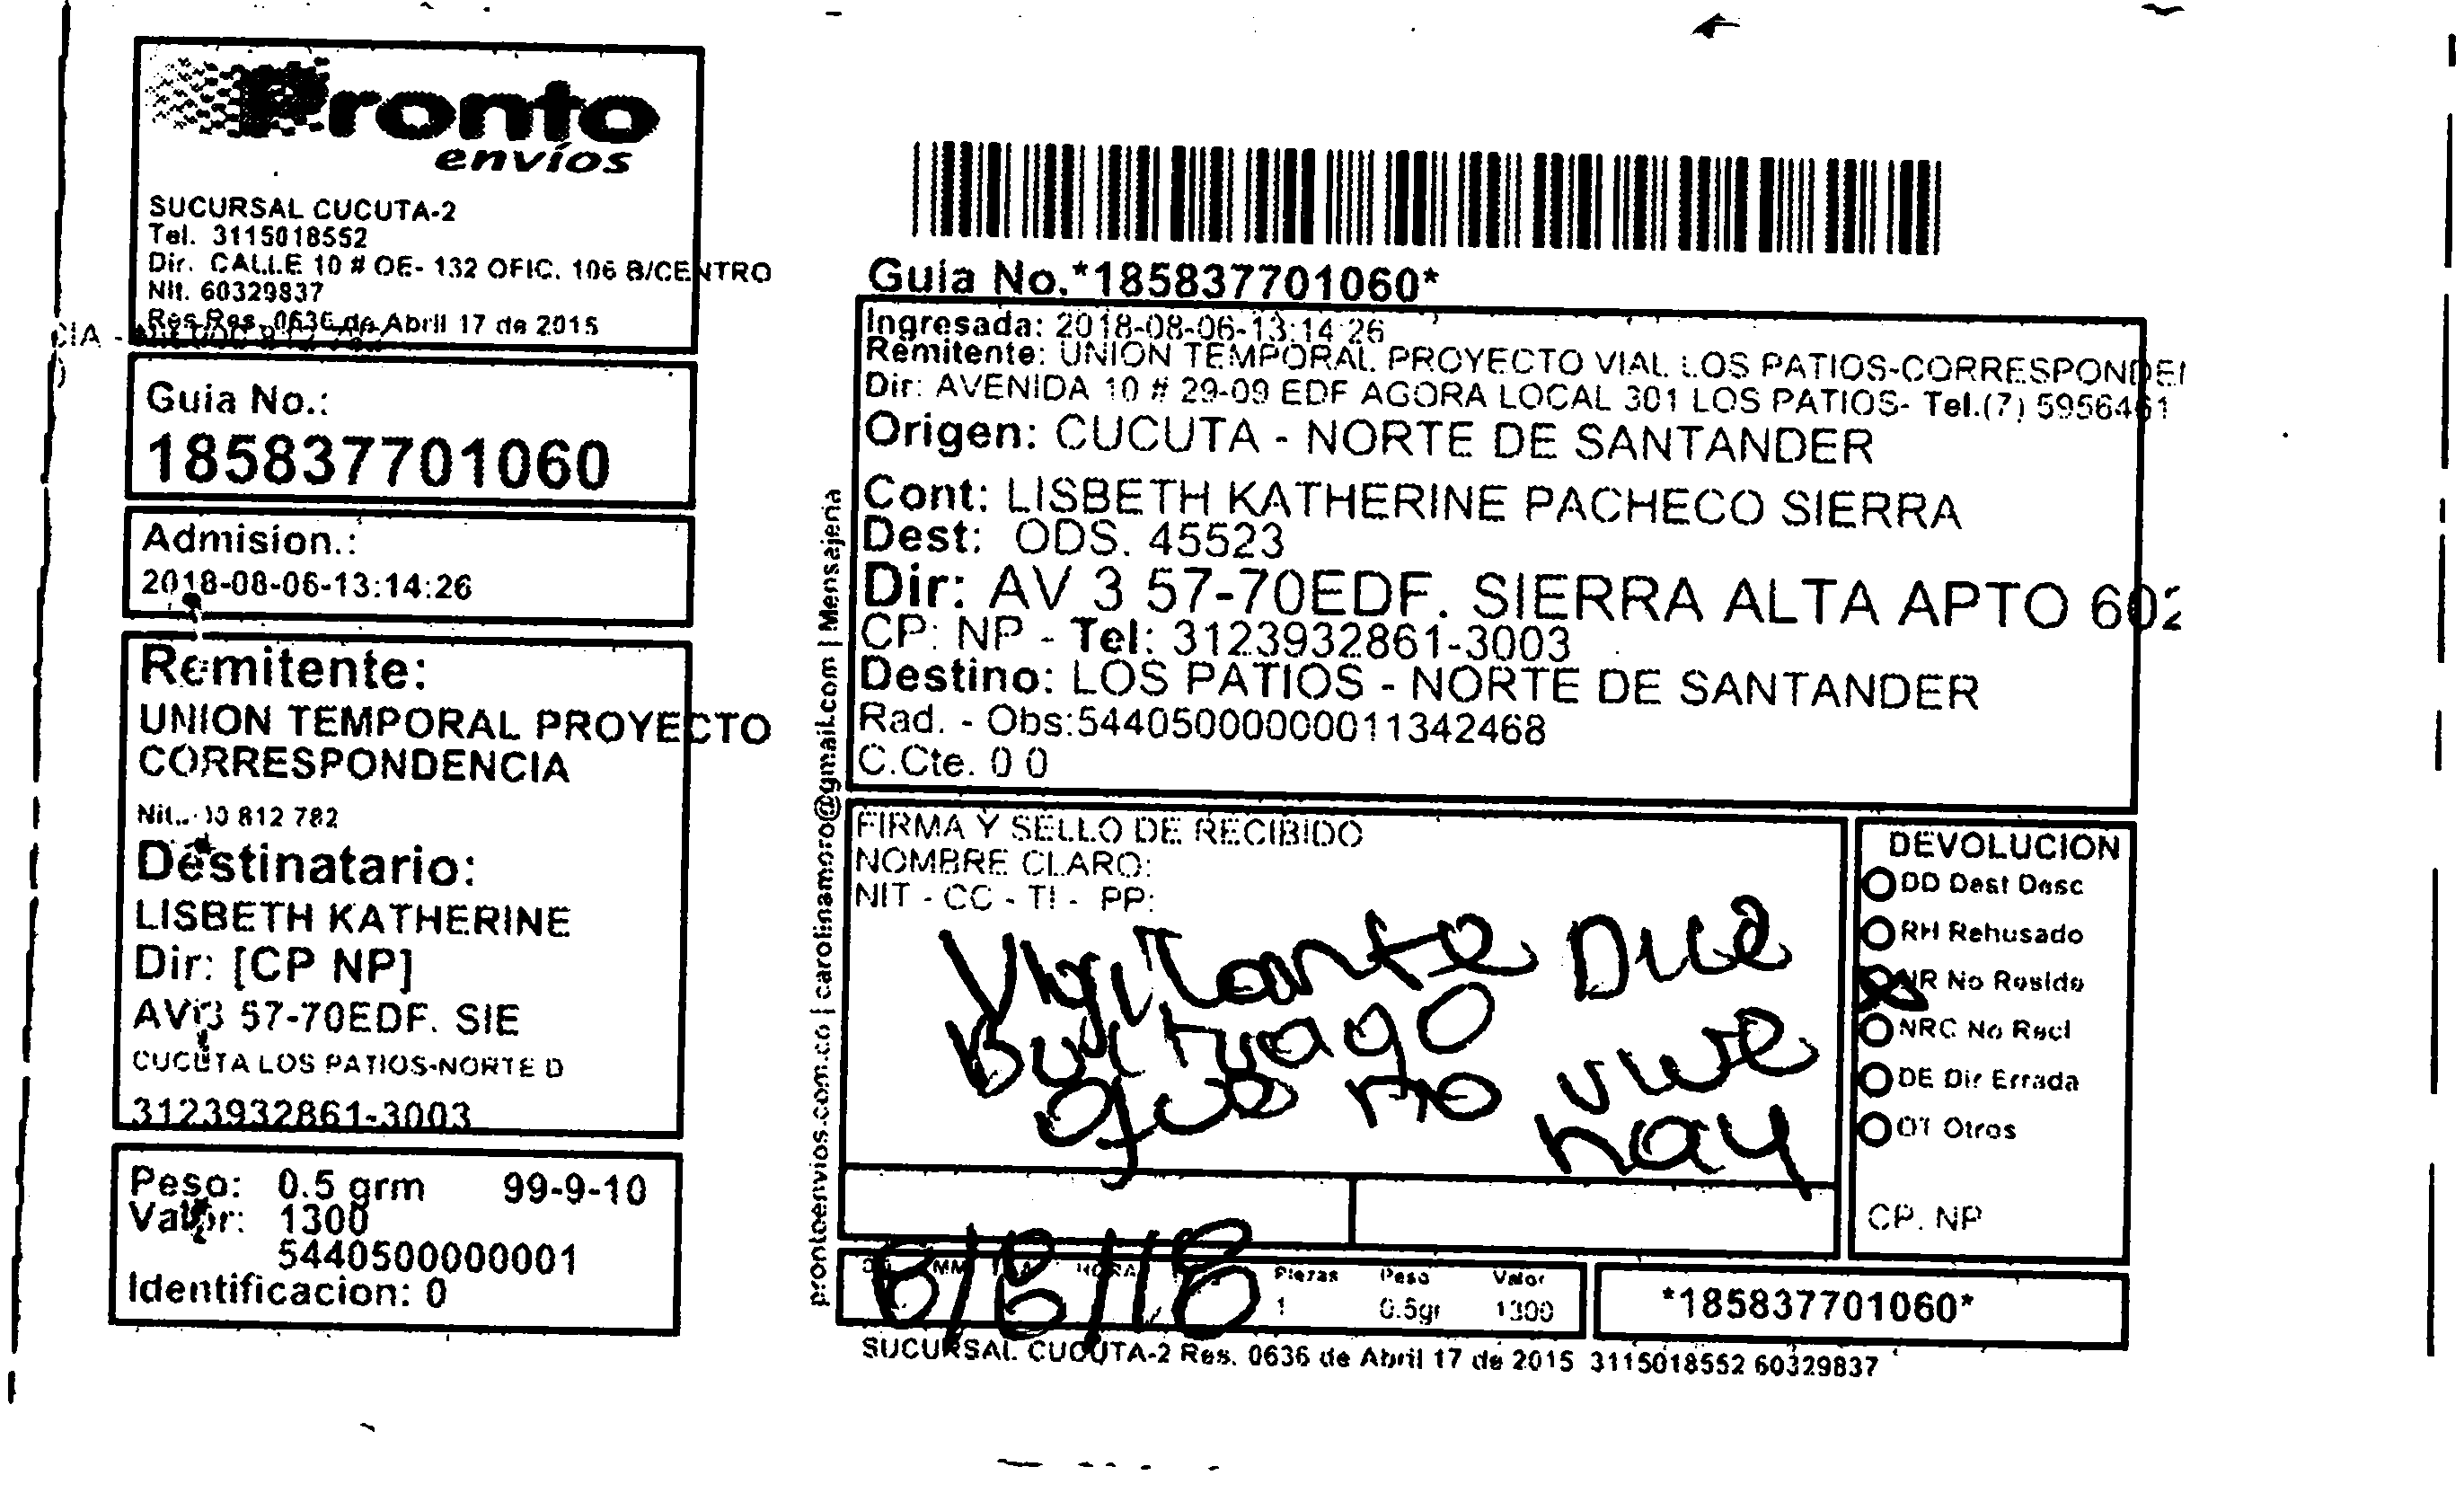 Pronto
envíos
SUCURSAL CUCUTA-2
Tel. 3115018552
Dir. CALLE 10 # OE- 132 OFIC. 106 B/CENTRO
Nit. 60329837
Res Res. 0636 de Abril 17 de 2015
CIA -
Guia No.:
185837701060
Admision.:
2018-08-06-13:14:26
Remitente:
UNION TEMPORAL PROYECTO
CORRESPONDENCIA
812 782
Destinatario:
LISBETH KATHERINE
Dir: [CP NP]
AV 3 57-70EDF. SIE
CUCUTA LOS PATIOS-NORTE D
3123932861-3003
Peso: 0.5 grm 99-9-10
Valor: 1300
5440500000001
Identificacion: 0
prontoenvios.com.co | carolinamoro@gmail.com | Mensajeria
Guia No.*185837701060*
Ingresada: 2018-08-06-13:14:26
Remitente: UNION TEMPORAL PROYECTO VIAL LOS PATIOS-CORRESPONDEN
Dir: AVENIDA 10 # 29-09 EDF AGORA LOCAL 301 LOS PATIOS- Tel.(7) 5956461
Origen: CUCUTA - NORTE DE SANTANDER
Cont: LISBETH KATHERINE PACHECO SIERRA
Dest: ODS. 45523
Dir: AV 3 57-70EDF. SIERRA ALTA APTO 602
CP: NP - Tel: 3123932861-3003
Destino: LOS PATIOS - NORTE DE SANTANDER
Rad. - Obs:544050000000011342468
C.Cte. 0 0
FIRMA Y SELLO DE RECIBIDO
NOMBRE CLARO:
NIT - CC - TI - PP:
Vigilante Dice
Buitrago
que no vive
hay
DEVOLUCION
DD Dest Desc
RH Rehusado
NR No Reside
NRC No Recl
DE Dir Errada
OT Otros
CP. NP
MM HORA Piezas Peso Valor
1 0.5gr 1300
*185837701060*
SUCURSAL CUCUTA-2 Res. 0636 de Abril 17 de 2015 3115018552 60329837